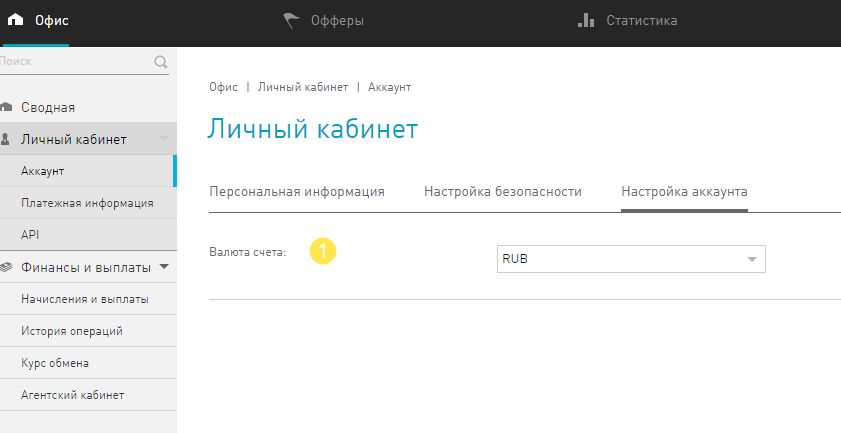 Офис
Офферы
Статистика
Поиск
Сводная
Личный кабинет
Аккаунт
Платежная информация
API
Финансы и выплаты
Начисления и выплаты
История операций
Курс обмена
Агентский кабинет
Офис | Личный кабинет | Аккаунт
Личный кабинет
Персональная информация
Настройка безопасности
Настройка аккаунта
Валюта счета:
1
RUB